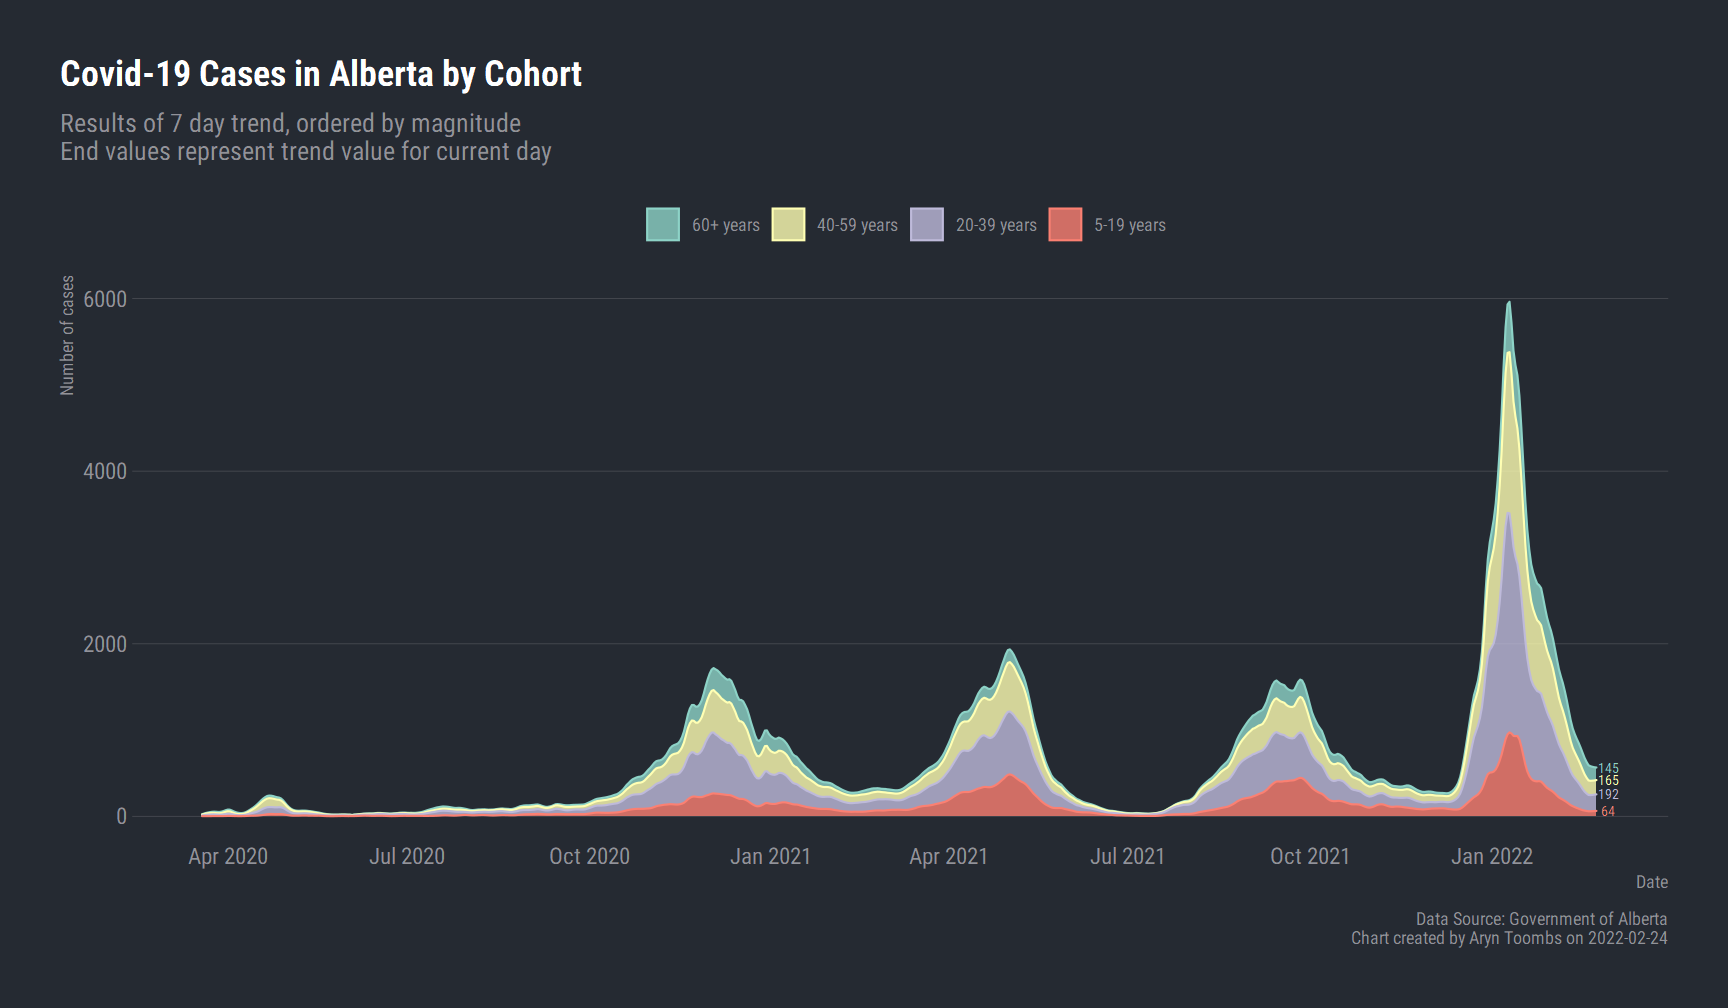 Covid-19 Cases in Alberta by Cohort
Results of 7 day trend, ordered by magnitude
End values represent trend value for current day
60+ years
40-59 years
20-39 years
5-19 years
Number of cases
6000
4000
2000
0
145
165
192
64
Apr 2020
Jul 2020
Oct 2020
Jan 2021
Apr 2021
Jul 2021
Oct 2021
Jan 2022
Date
Data Source: Government of Alberta
Chart created by Aryn Toombs on 2022-02-24